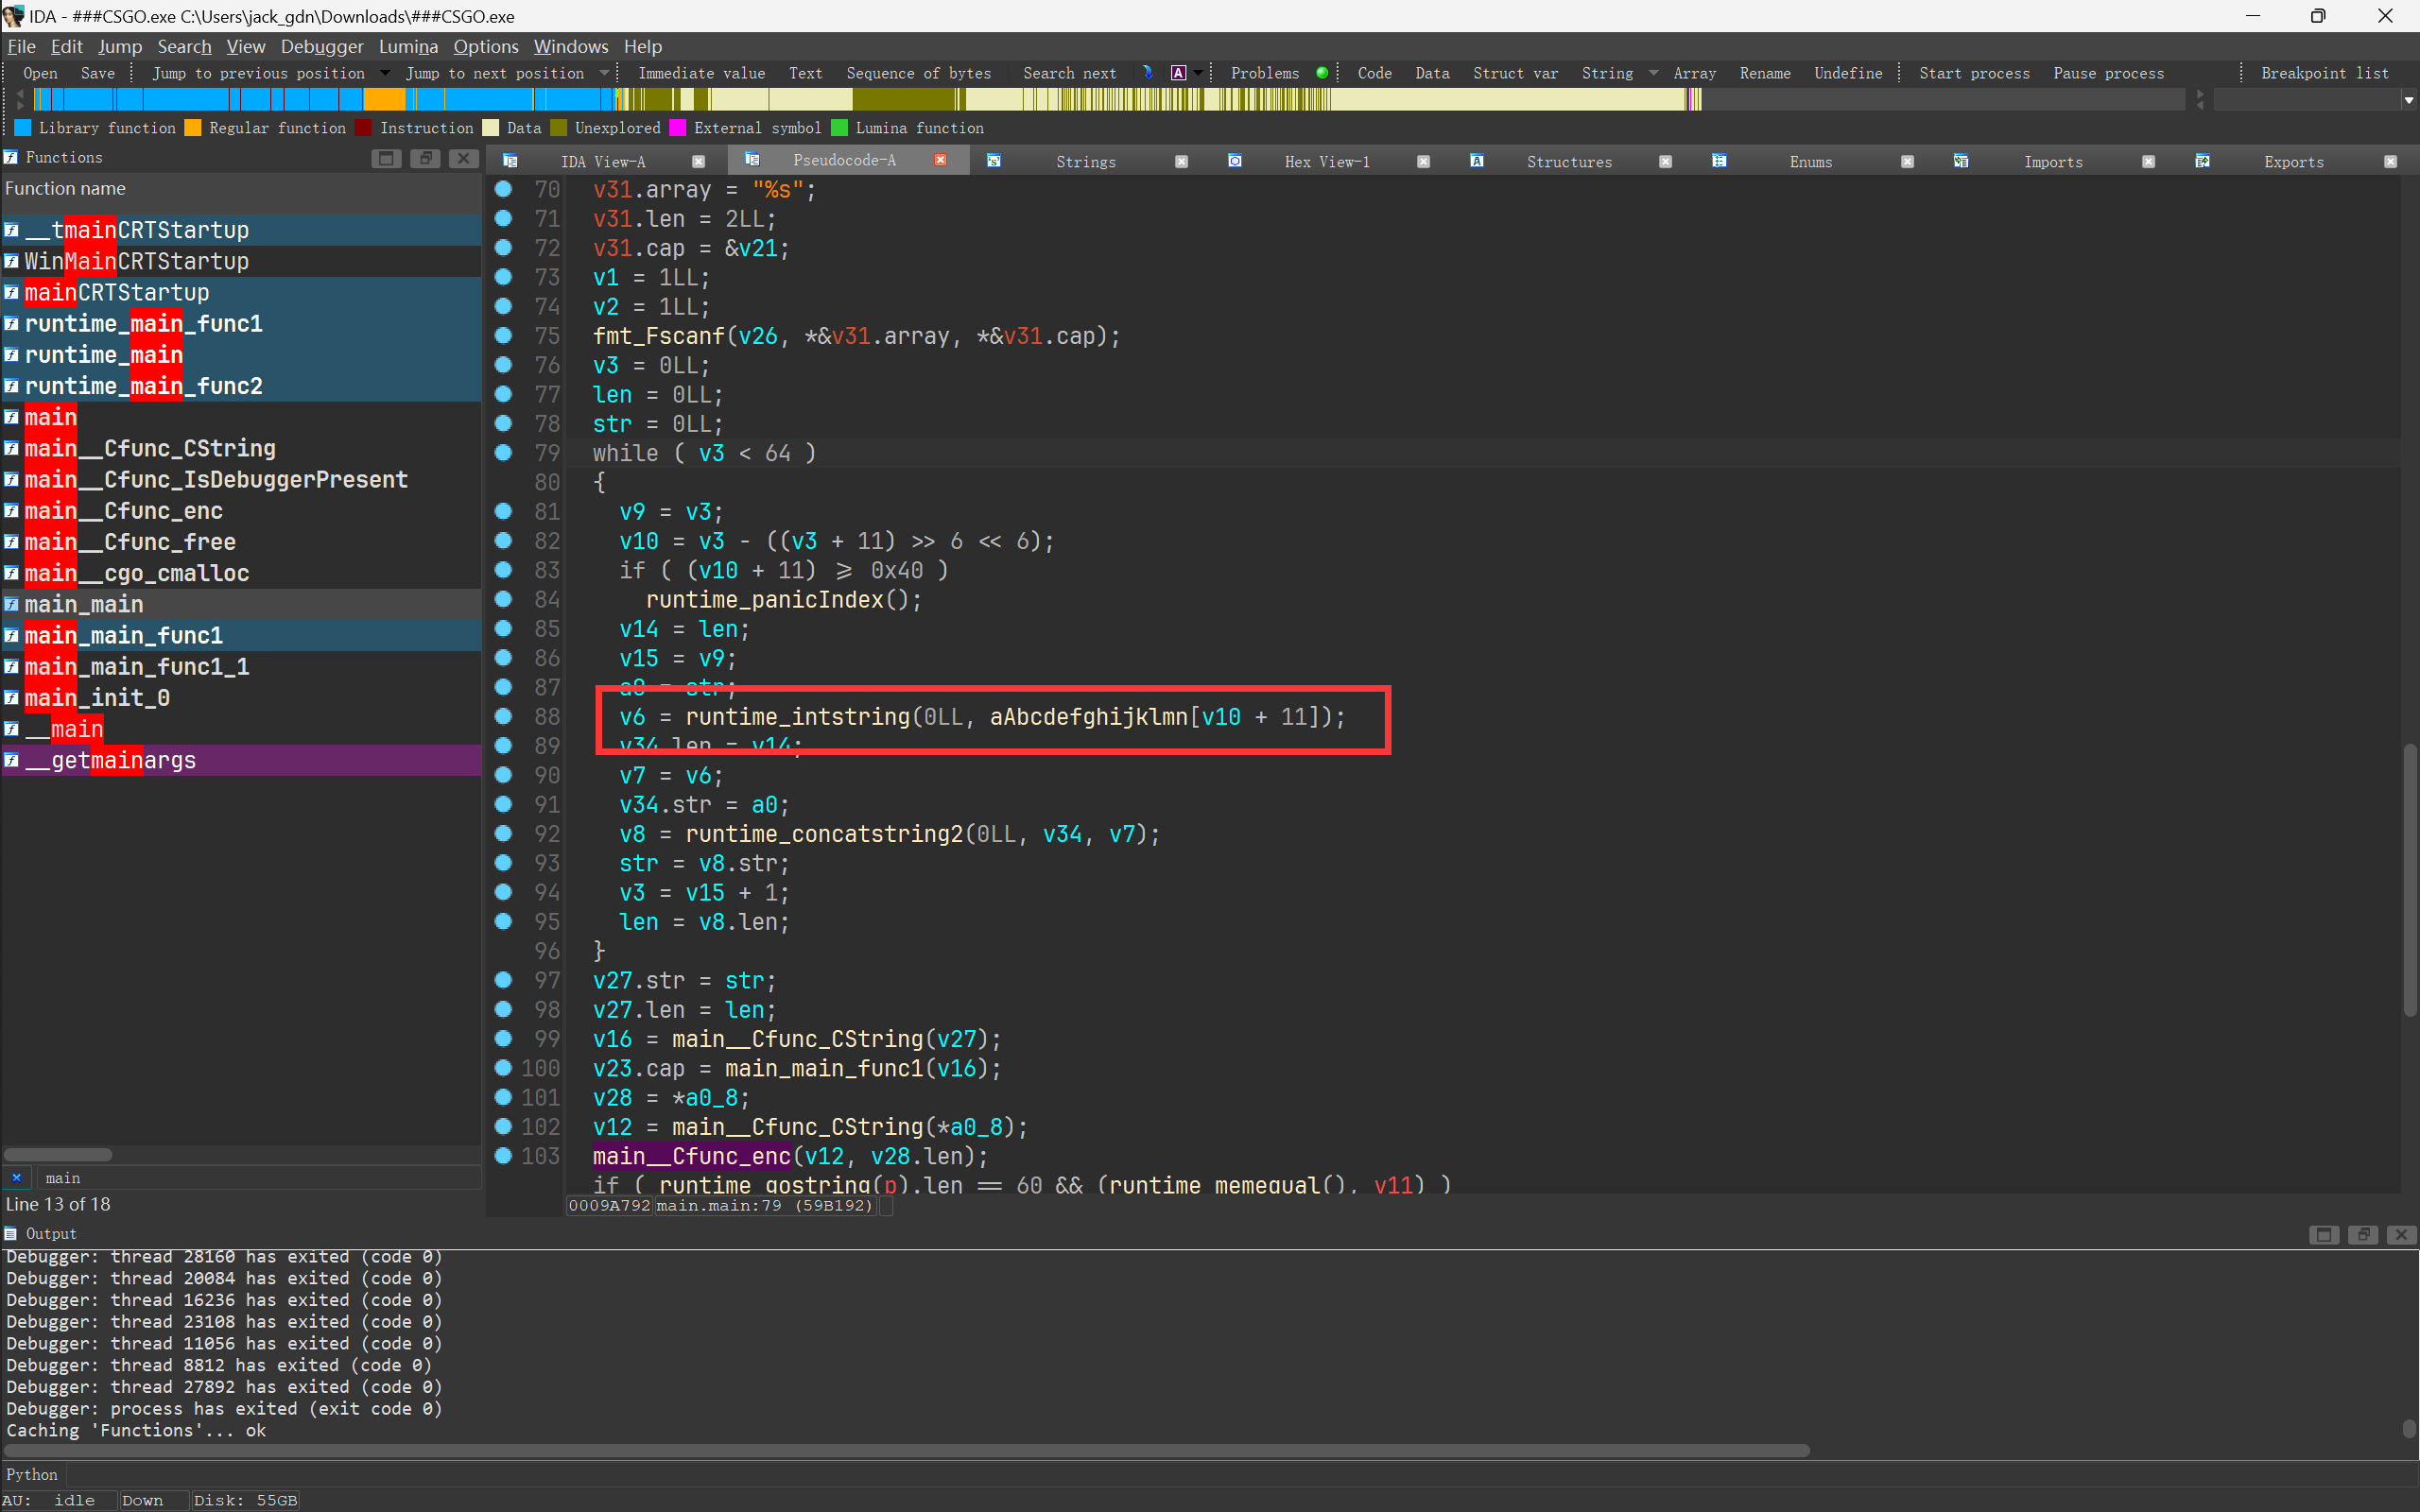 IDA - ###CSGO.exe C:\Users\jack_gdn\Downloads\###CSGO.exe
File Edit Jump Search View Debugger Lumina Options Windows Help
Open Save Jump to previous position Jump to next position Immediate value Text Sequence of bytes Search next A Problems Code Data Struct var String Array Rename Undefine Start process Pause process Breakpoint list
Library function Regular function Instruction Data Unexplored External symbol Lumina function
Functions
IDA View-A Pseudocode-A Strings Hex View-1 Structures Enums Imports Exports
Function name
__tmainCRTStartup
WinMainCRTStartup
mainCRTStartup
runtime_main_func1
runtime_main
runtime_main_func2
main
main__Cfunc_CString
main__Cfunc_IsDebuggerPresent
main__Cfunc_enc
main__Cfunc_free
main__cgo_cmalloc
main_main
main_main_func1
main_main_func1_1
main_init_0
__main
__getmainargs
main
Line 13 of 18
70 v31.array = "%s";
71 v31.len = 2LL;
72 v31.cap = &v21;
73 v1 = 1LL;
74 v2 = 1LL;
75 fmt_Fscanf(v26, *&v31.array, *&v31.cap);
76 v3 = 0LL;
77 len = 0LL;
78 str = 0LL;
79 while ( v3 < 64 )
80 {
81 v9 = v3;
82 v10 = v3 - ((v3 + 11) >> 6 << 6);
83 if ( (v10 + 11) >= 0x40 )
84 runtime_panicIndex();
85 v14 = len;
86 v15 = v9;
87 a0 = str;
88 v6 = runtime_intstring(0LL, aAbcdefghijklmn[v10 + 11]);
89 v34.len = v14;
90 v7 = v6;
91 v34.str = a0;
92 v8 = runtime_concatstring2(0LL, v34, v7);
93 str = v8.str;
94 v3 = v15 + 1;
95 len = v8.len;
96 }
97 v27.str = str;
98 v27.len = len;
99 v16 = main__Cfunc_CString(v27);
100 v23.cap = main_main_func1(v16);
101 v28 = *a0_8;
102 v12 = main__Cfunc_CString(*a0_8);
103 main__Cfunc_enc(v12, v28.len);
if ( runtime_gostring(p).len == 60 && (runtime_memequal(), v11) )
0009A792 main.main:79 (59B192)
Output
Debugger: thread 28160 has exited (code 0)
Debugger: thread 20084 has exited (code 0)
Debugger: thread 16236 has exited (code 0)
Debugger: thread 23108 has exited (code 0)
Debugger: thread 11056 has exited (code 0)
Debugger: thread 8812 has exited (code 0)
Debugger: thread 27892 has exited (code 0)
Debugger: process has exited (exit code 0)
Caching 'Functions'... ok
Python
AU: idle Down Disk: 55GB